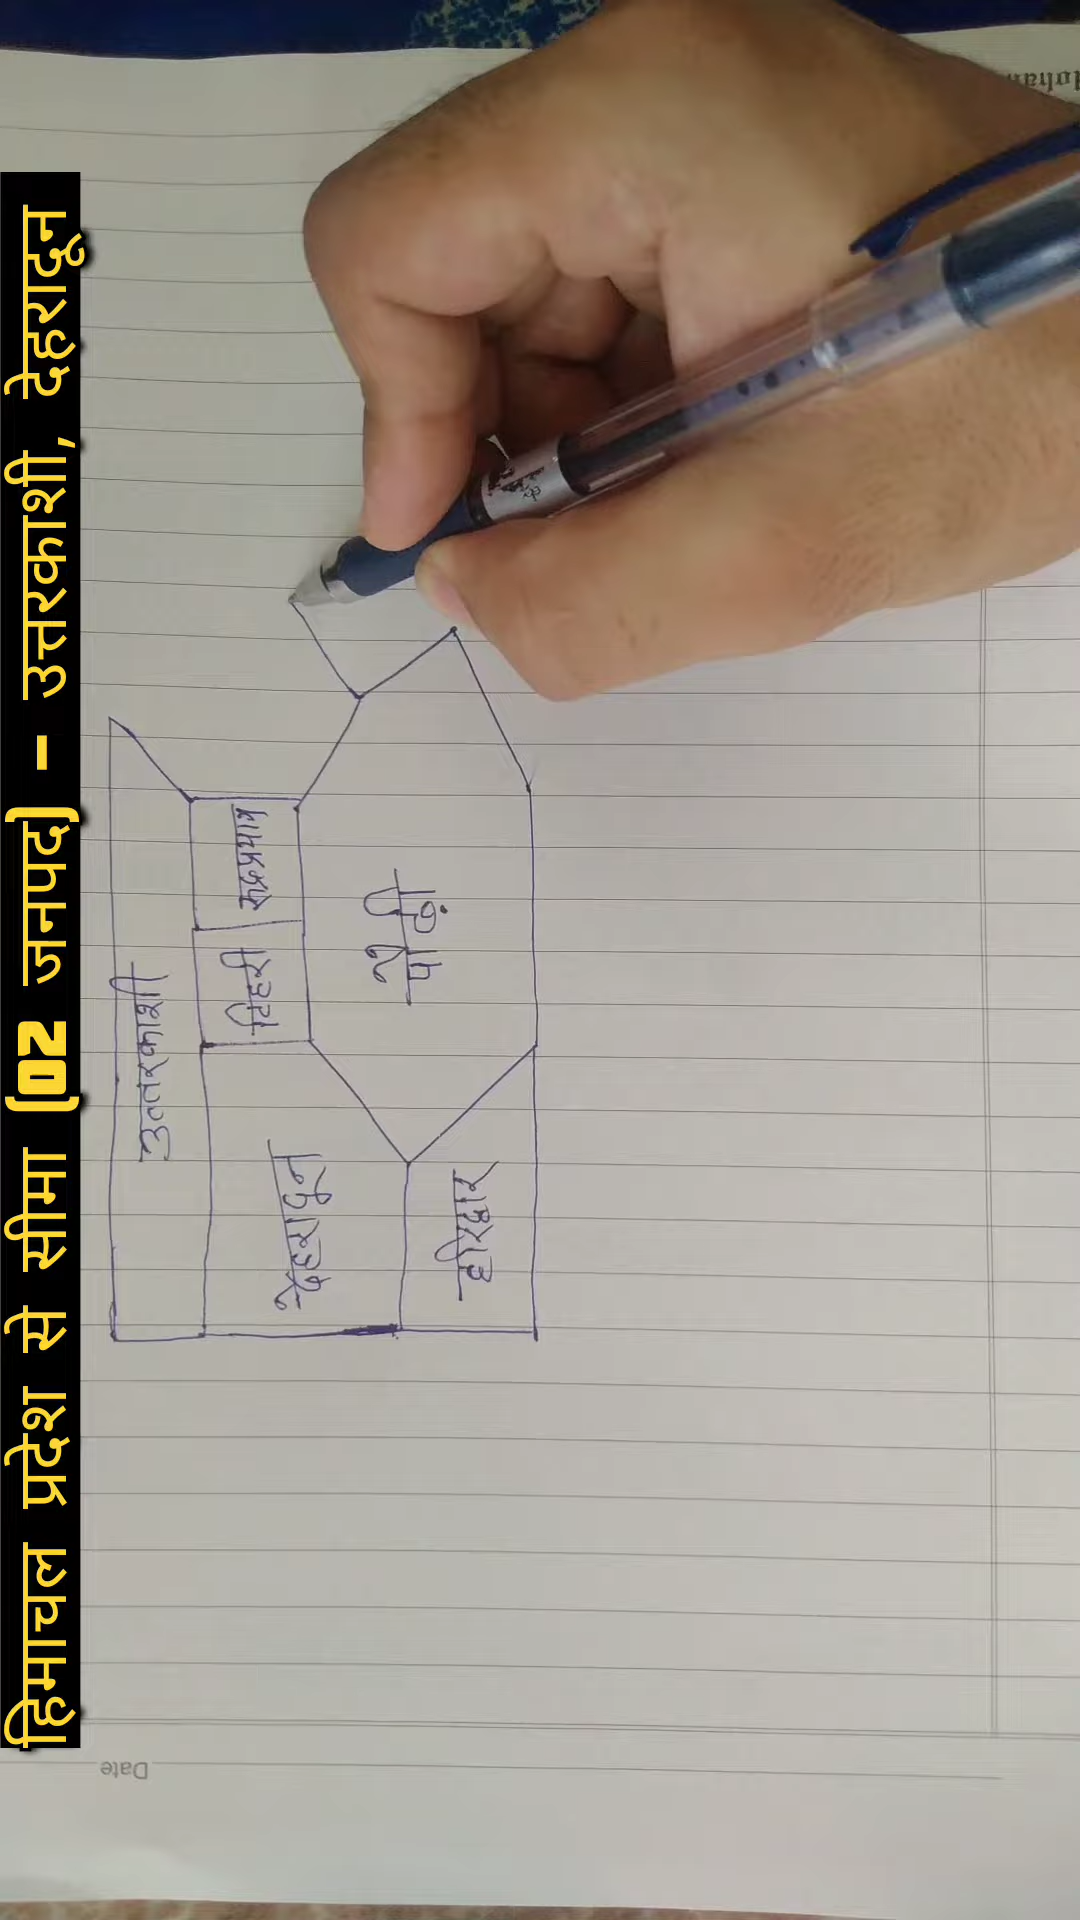 हिमाचल प्रदेश से सीमा (02 जनपद) - उत्तरकाशी, देहरादून
उत्तरकाशी
टिहरी
रूद्रप्रयाग
देहरादून
हरिद्वार
पौड़ी
Date